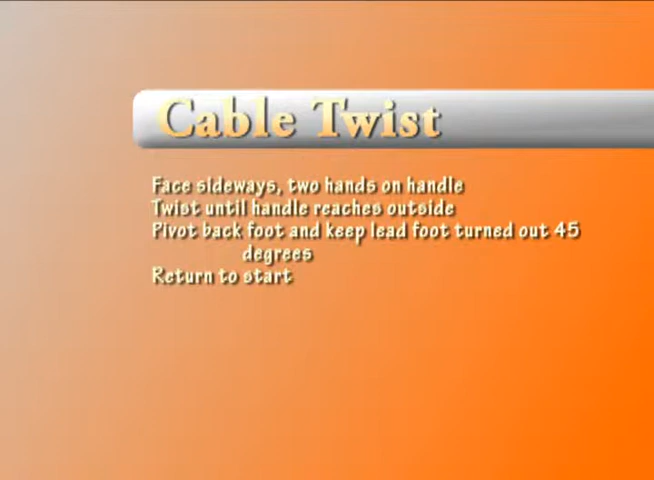 Cable Twist
Face sideways, two hands on handle
Twist until handle reaches outside
Pivot back foot and keep lead foot turned out 45
degrees
Return to start